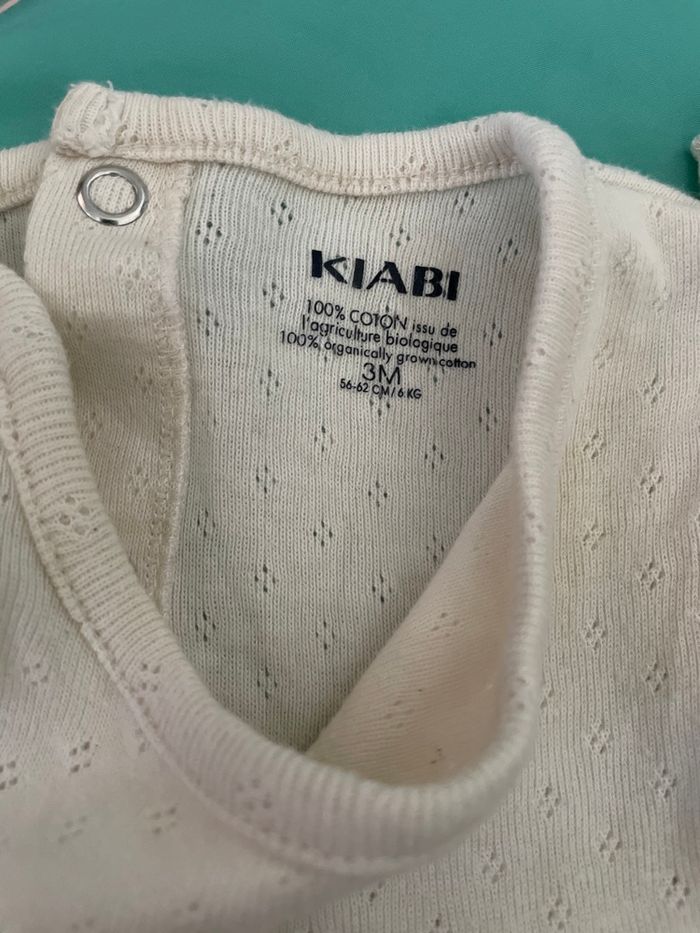 KIABI
100% COTON issu de
l'agriculture biologique
100% organically grown cotton
3M
56-62 CM/6 KG